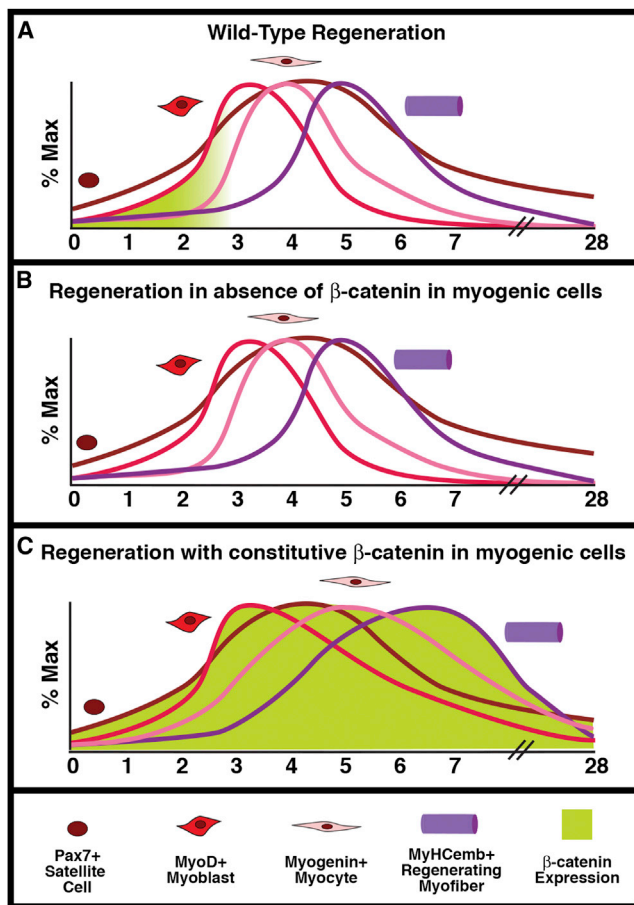 A
Wild-Type Regeneration
% Max
0 1 2 3 4 5 6 7 28
B
Regeneration in absence of β-catenin in myogenic cells
% Max
0 1 2 3 4 5 6 7 28
C
Regeneration with constitutive β-catenin in myogenic cells
% Max
0 1 2 3 4 5 6 7 28
Pax7+
Satellite
Cell
MyoD+
Myoblast
Myogenin+
Myocyte
MyHCemb+
Regenerating
Myofiber
β-catenin
Expression